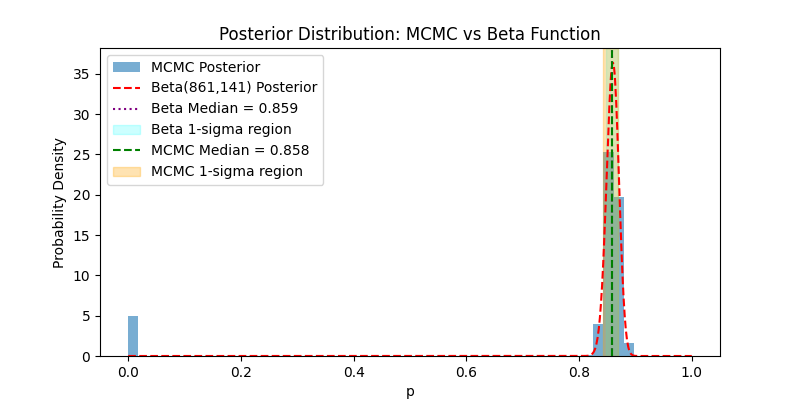 Posterior Distribution: MCMC vs Beta Function
MCMC Posterior
Beta(861,141) Posterior
Beta Median = 0.859
Beta 1-sigma region
MCMC Median = 0.858
MCMC 1-sigma region
Probability Density
35
30
25
20
15
10
5
0
0.0 0.2 0.4 0.6 0.8 1.0
p